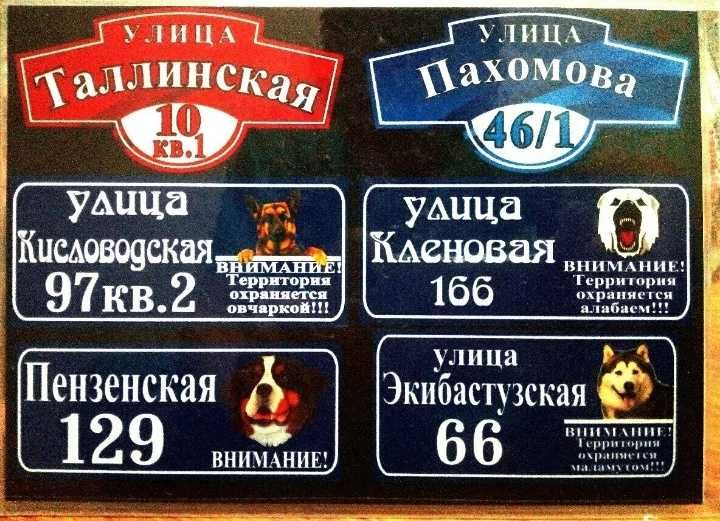 УЛИЦА
Таллинская
10
кв.1
УЛИЦА
Пахомова
46/1
улица
Кисловодская
97кв.2
ВНИМАНИЕ!
Территория
охраняется
овчаркой!!!
улица
Кленовая
166
ВНИМАНИЕ!
Территория
охраняется
алабаем!!!
Пензенская
129
ВНИМАНИЕ!
улица
Экибастузская
66
ВНИМАНИЕ!
Территория
охраняется
маламутом!!!